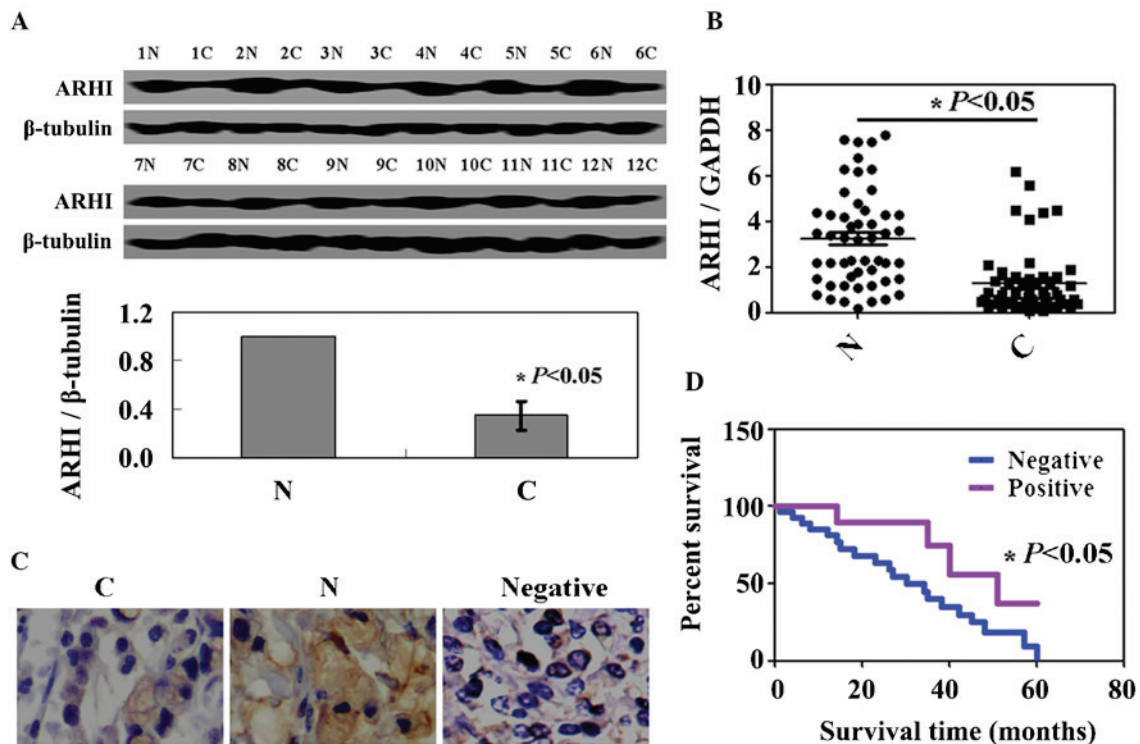 A
1N 1C 2N 2C 3N 3C 4N 4C 5N 5C 6N 6C
ARHI
β-tubulin
7N 7C 8N 8C 9N 9C 10N 10C 11N 11C 12N 12C
ARHI
β-tubulin
ARHI / β-tubulin
1.2
0.8
0.4
0.0
* P<0.05
N C
B
ARHI / GAPDH
10
8
6
4
2
0
* P<0.05
N C
C
C N Negative
D
Percent survival
150
100
50
0
Negative
Positive
* P<0.05
0 20 40 60 80
Survival time (months)